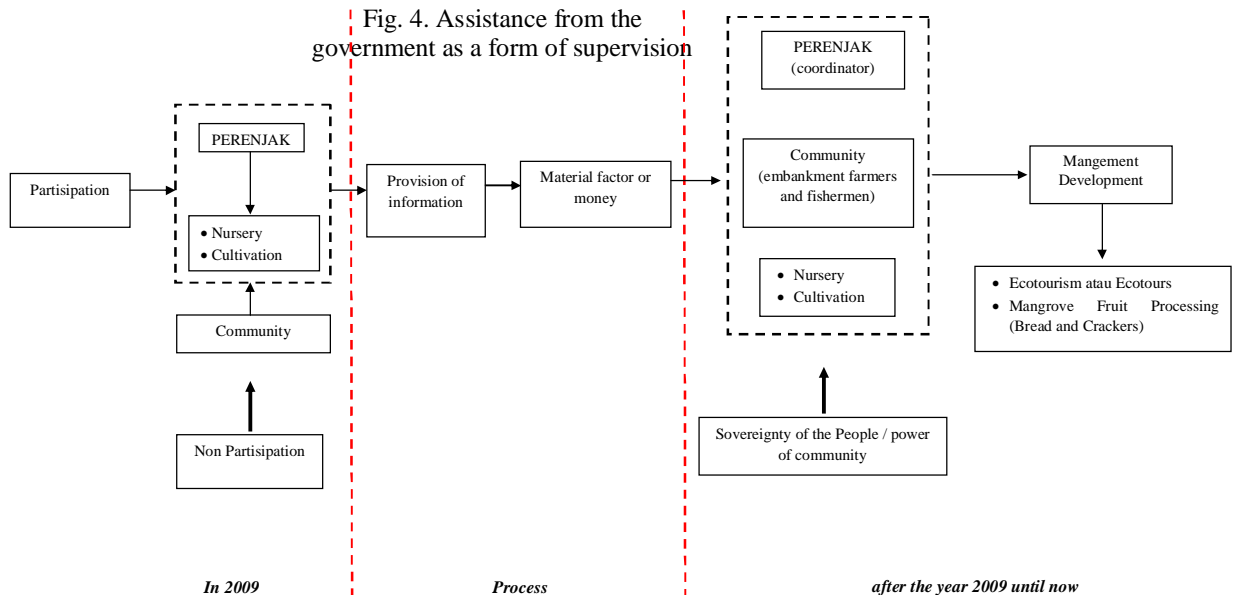 Fig. 4. Assistance from the
government as a form of supervision
Partisipation
PERENJAK
• Nursery
• Cultivation
Community
Non Partisipation
Provision of
information
Material factor or
money
PERENJAK
(coordinator)
Community
(embankment farmers
and fishermen)
• Nursery
• Cultivation
Sovereignty of the People / power
of community
Mangement
Development
• Ecotourism atau Ecotours
• Mangrove Fruit Processing
(Bread and Crackers)
In 2009
Process
after the year 2009 until now